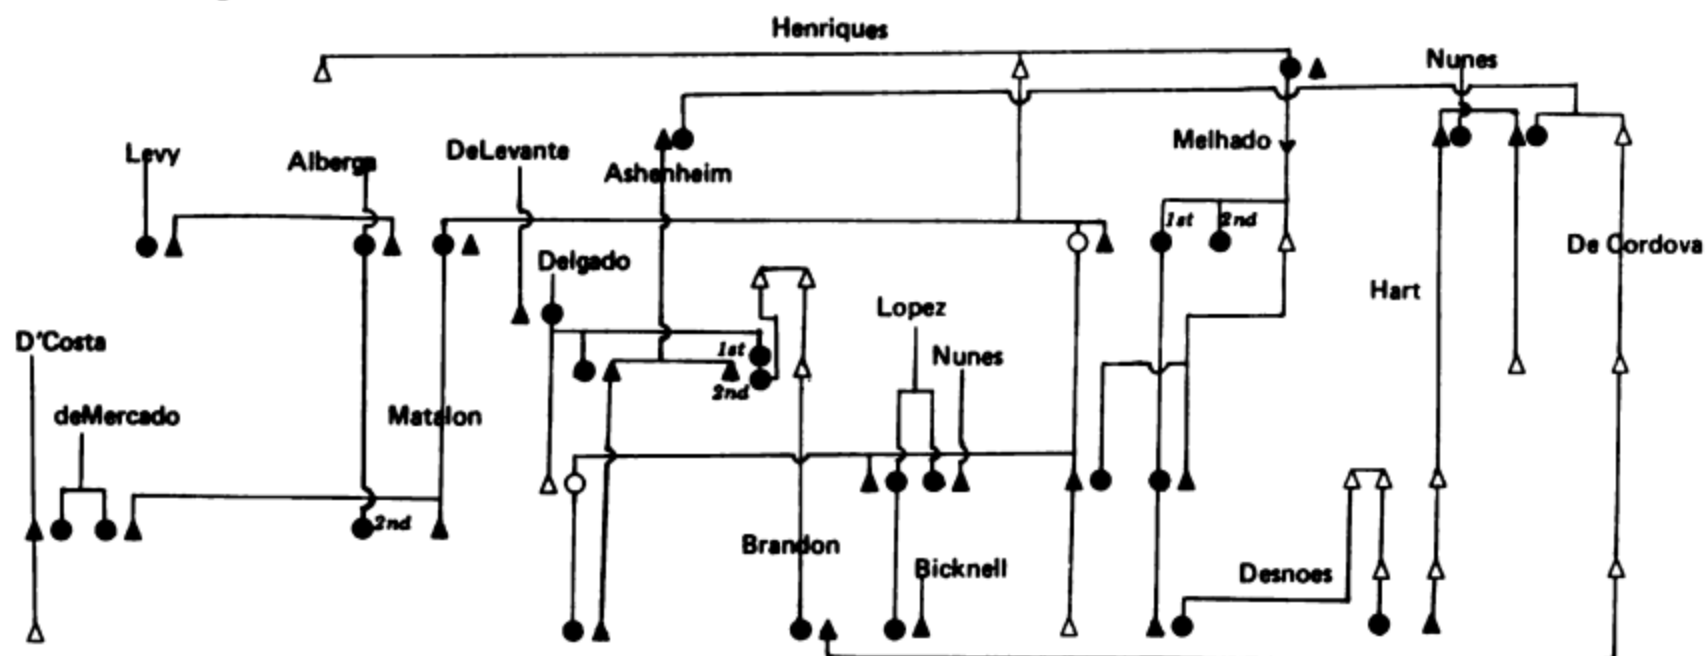 Henriques
Nunes
Levy
Alberga
DeLevante
Ashenheim
Melhado
1st
2nd
De Cordova
Delgado
Hart
Lopez
D'Costa
1st
Nunes
2nd
deMercado
Matalon
2nd
Brandon
Bicknell
Desnoes